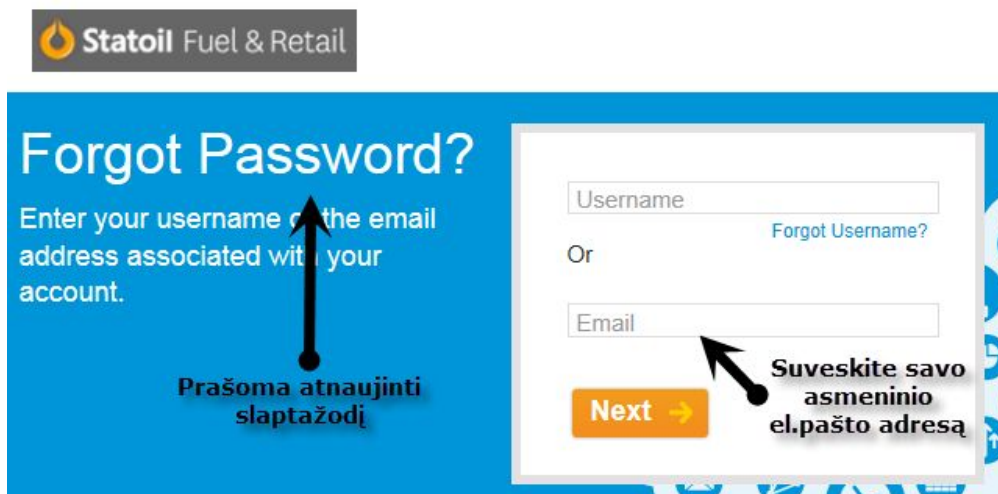 Statoil Fuel & Retail
Forgot Password?
Enter your username or the email
address associated with your
account.
Prašoma atnaujinti
slaptažodį
Username
Forgot Username?
Or
Email
Suveskite savo
asmeninio
el.pašto adresą
Next